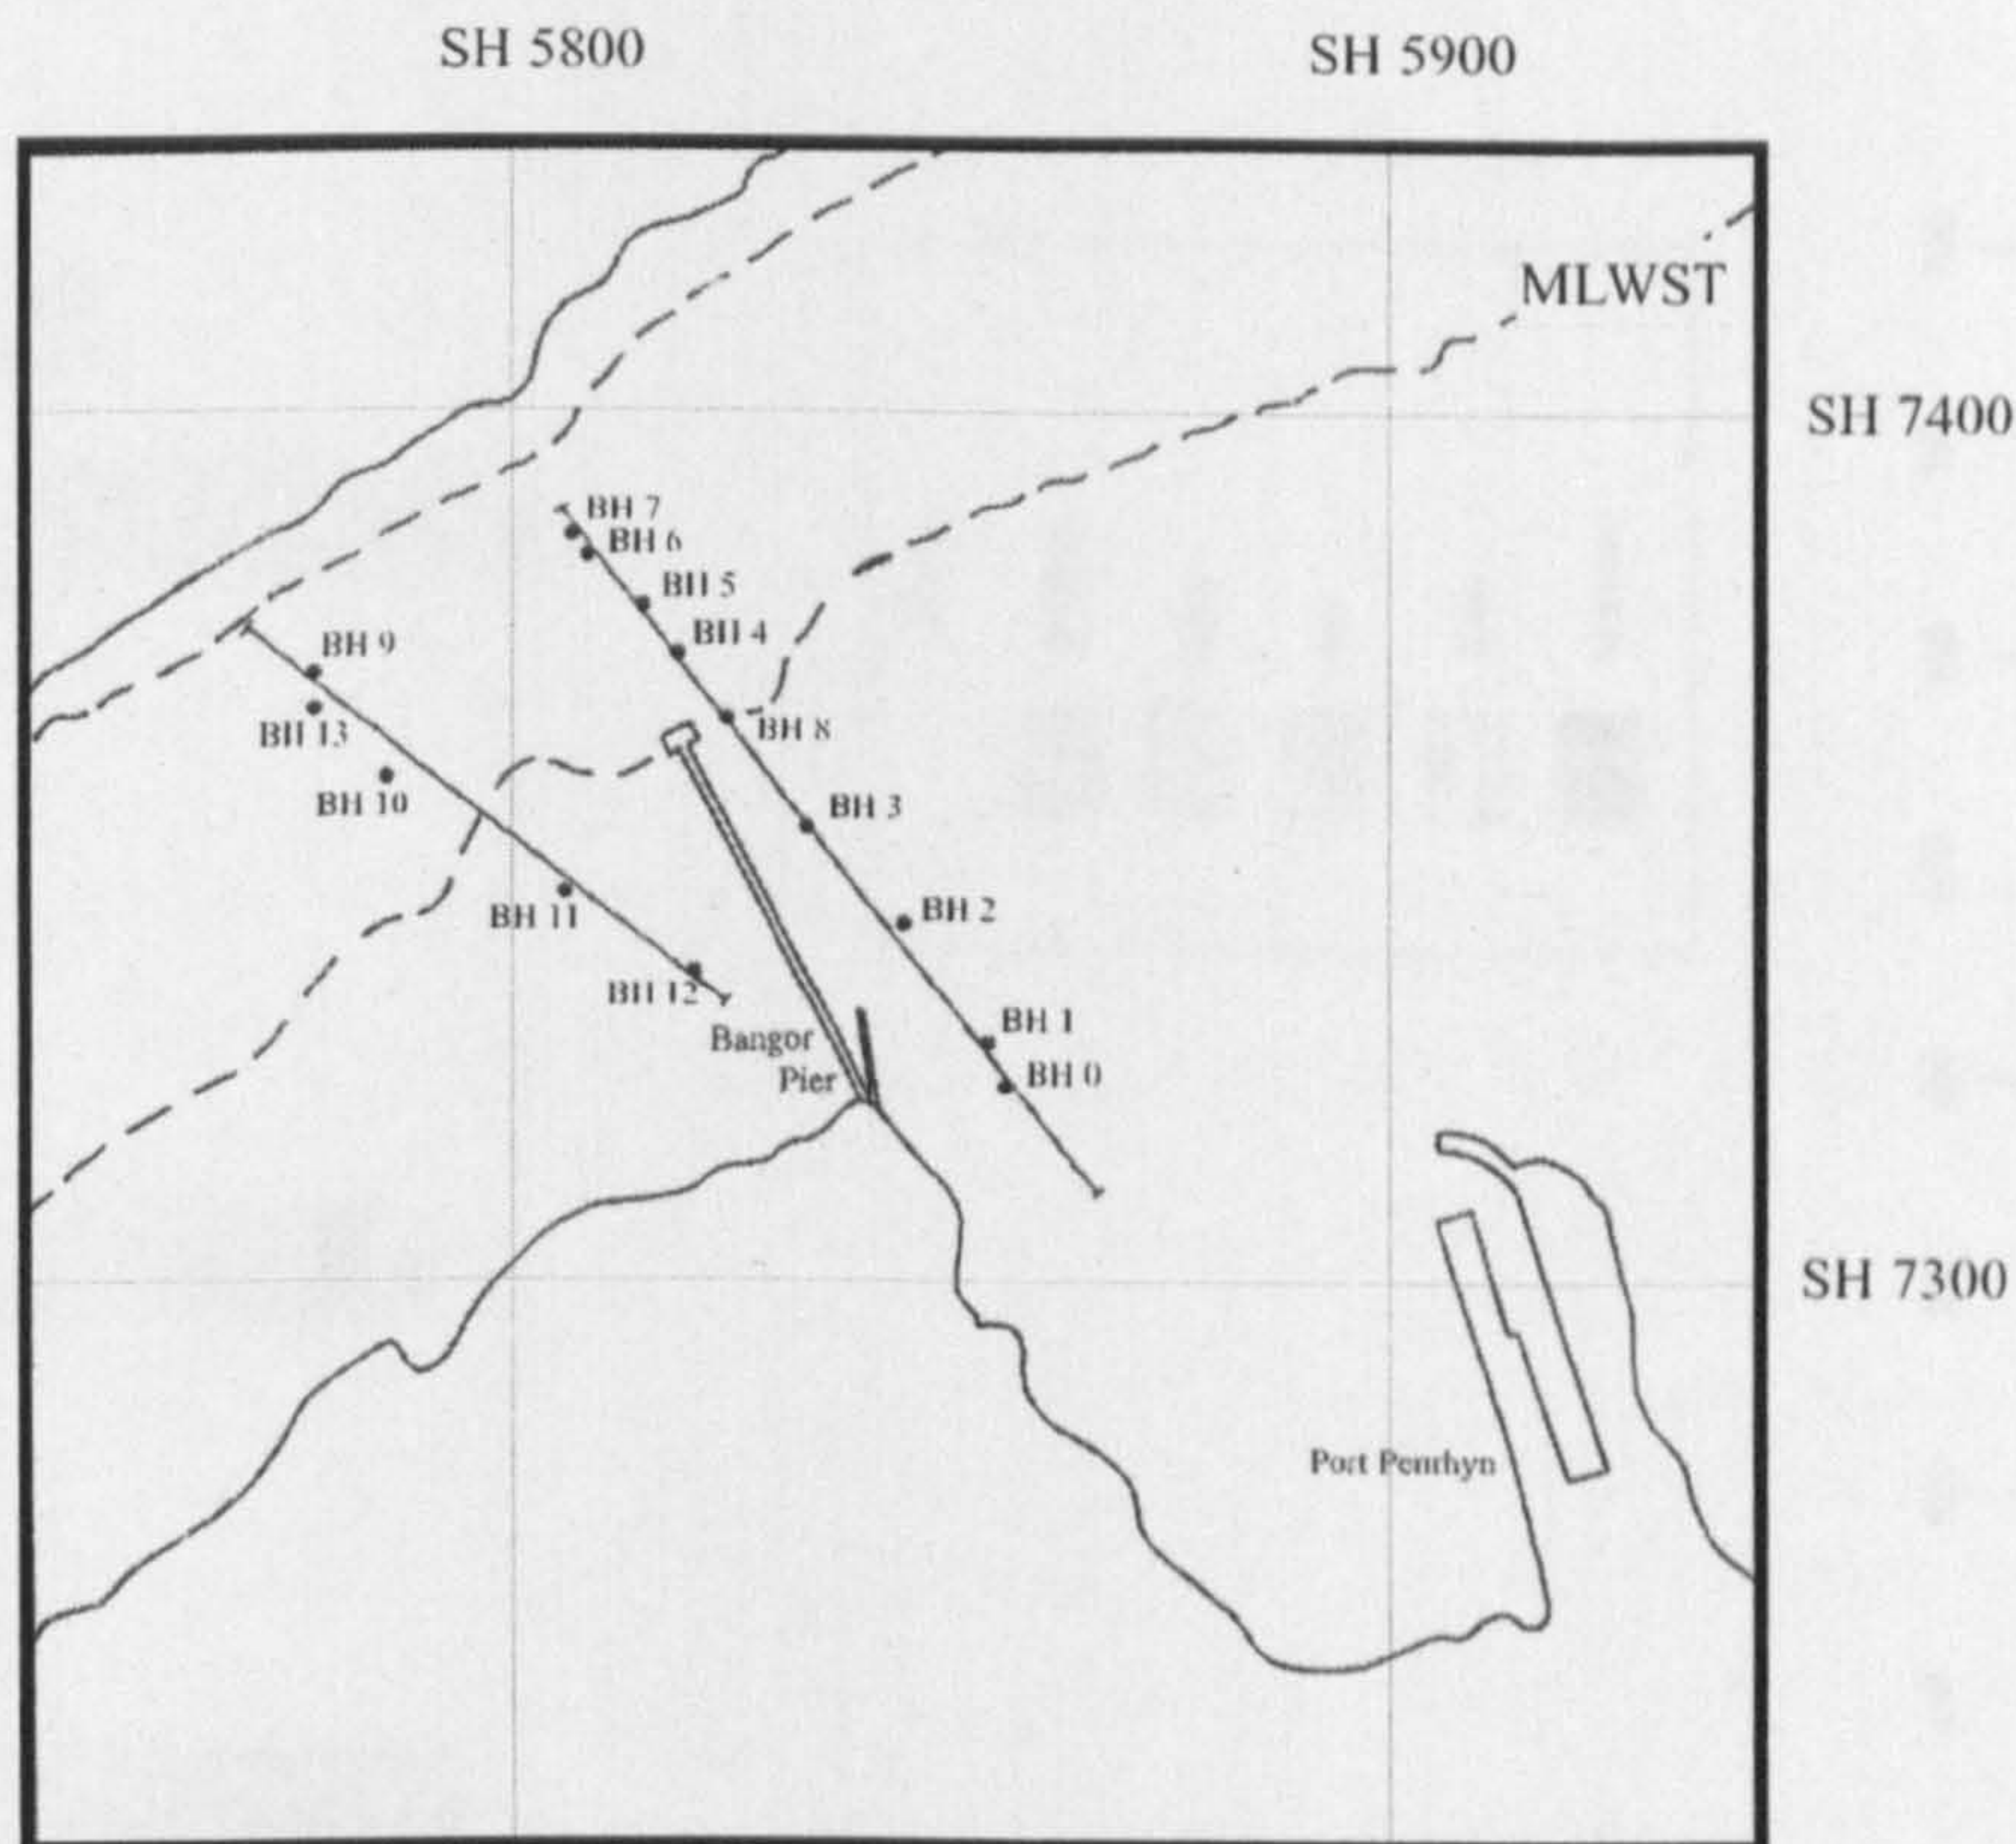 SH 5800
SH 5900
MLWST
SH 7400
BH 7
BH 6
BH 5
BH 4
BH 9
BH 13
BH 8
BH 10
BH 3
BH 11
BH 2
BH 12
BH 1
Bangor
Pier
BH 0
SH 7300
Port Penrhyn